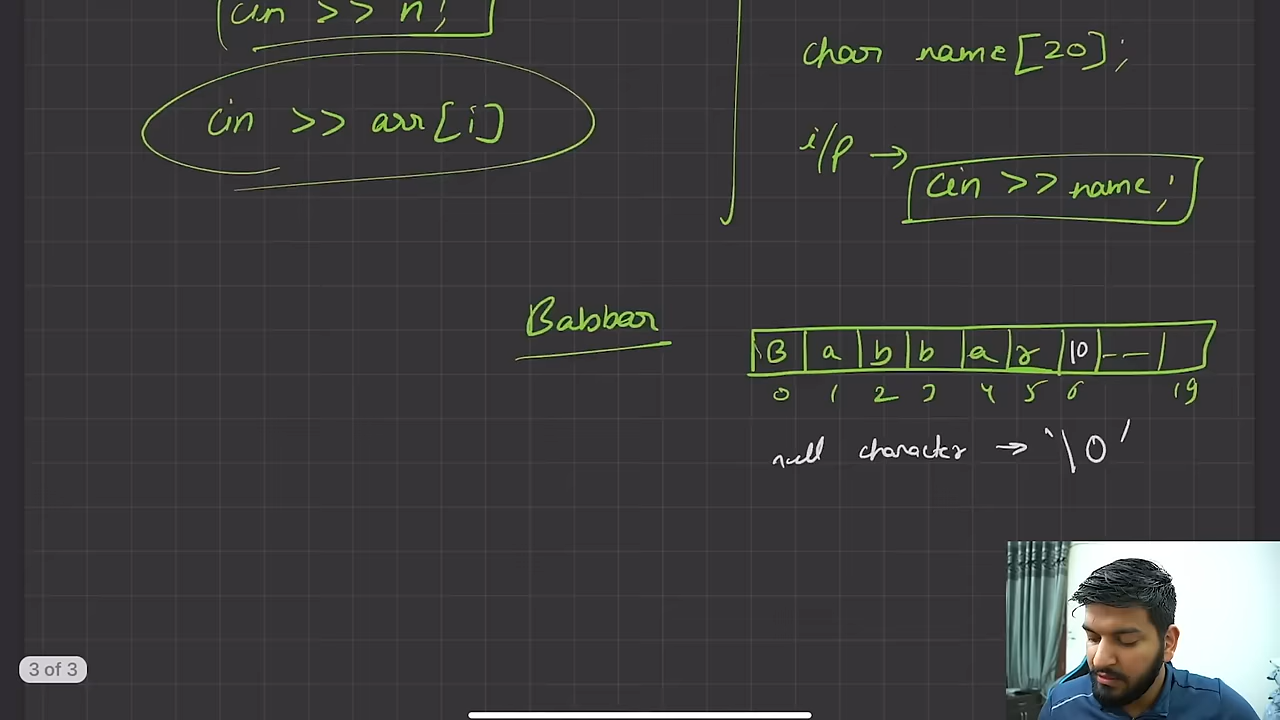 cin >> n;
cin >> arr[i]
char name[20];
i/p → cin >> name;
Babbar
B a b b a r \0 -- 
0 1 2 3 4 5 6 19
null character → '\0'
3 of 3